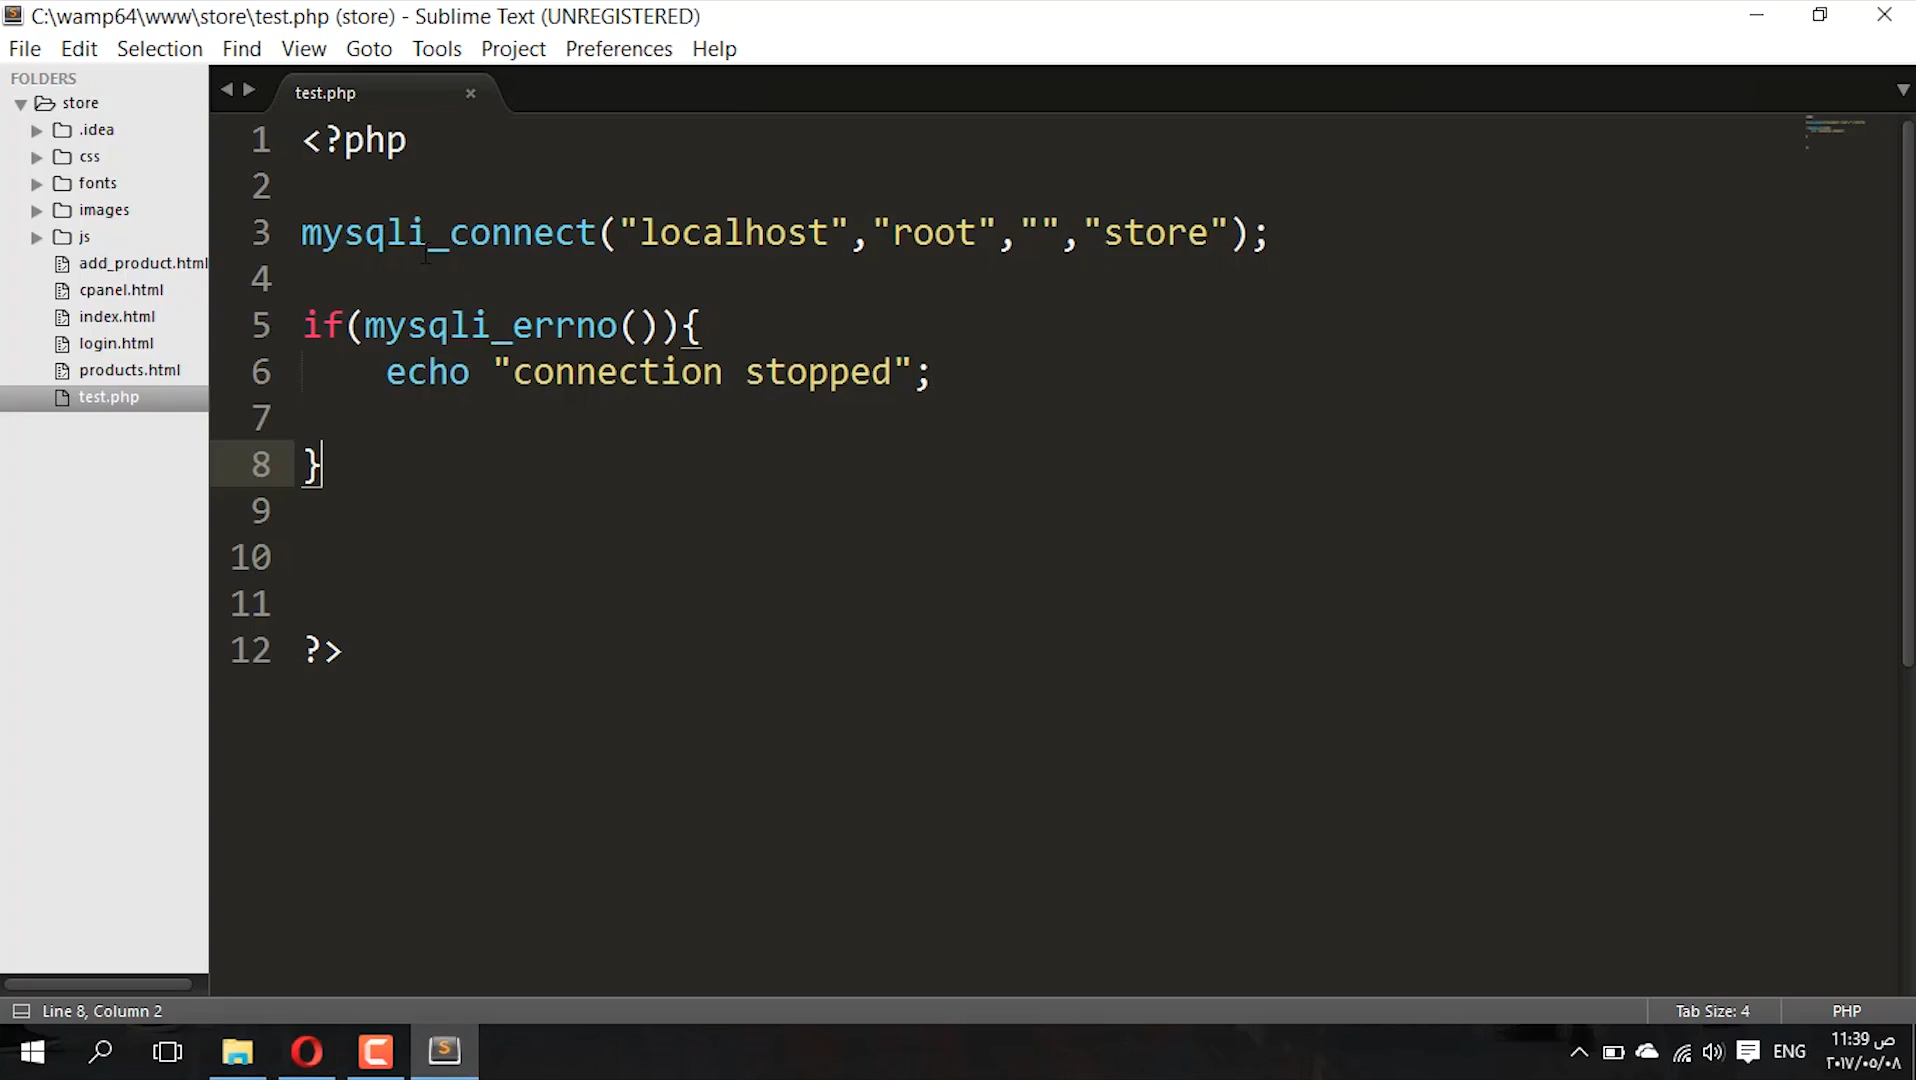 C:\wamp64\www\store\test.php (store) - Sublime Text (UNREGISTERED)
File Edit Selection Find View Goto Tools Project Preferences Help
FOLDERS
store
.idea
css
fonts
images
js
add_product.html
cpanel.html
index.html
login.html
products.html
test.php
test.php
1 <?php
2
3 mysqli_connect("localhost","root","","store");
4
5 if(mysqli_errno()){
6 echo "connection stopped";
7
8 }
9
10
11
12 ?>
Line 8, Column 2
Tab Size: 4
PHP
ENG
11:39 ص
٢٠١٧/٠٥/٠٨